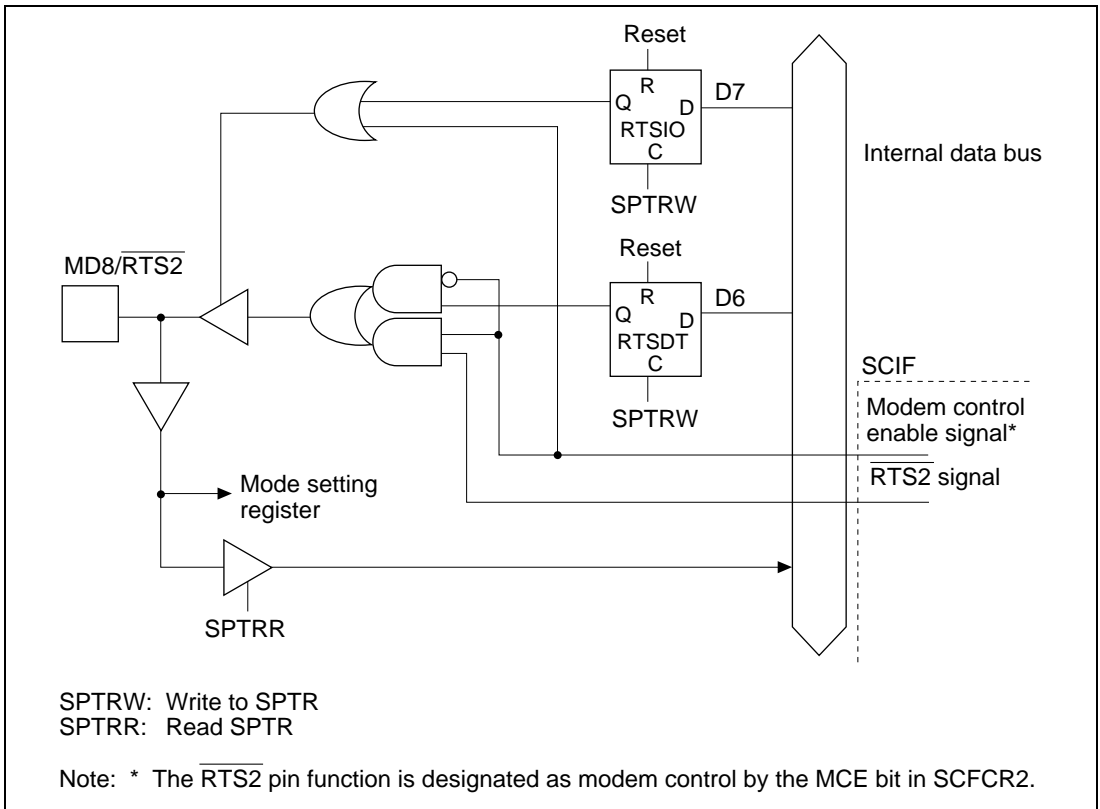 Reset
R
Q
D
D7
RTSIO
C
Internal data bus
SPTRW
Reset
MD8/RTS2
R
Q
D
D6
RTSDT
C
SCIF
SPTRW
Modem control
enable signal*
RTS2 signal
Mode setting
register
SPTRR
SPTRW: Write to SPTR
SPTRR: Read SPTR
Note: * The RTS2 pin function is designated as modem control by the MCE bit in SCFCR2.